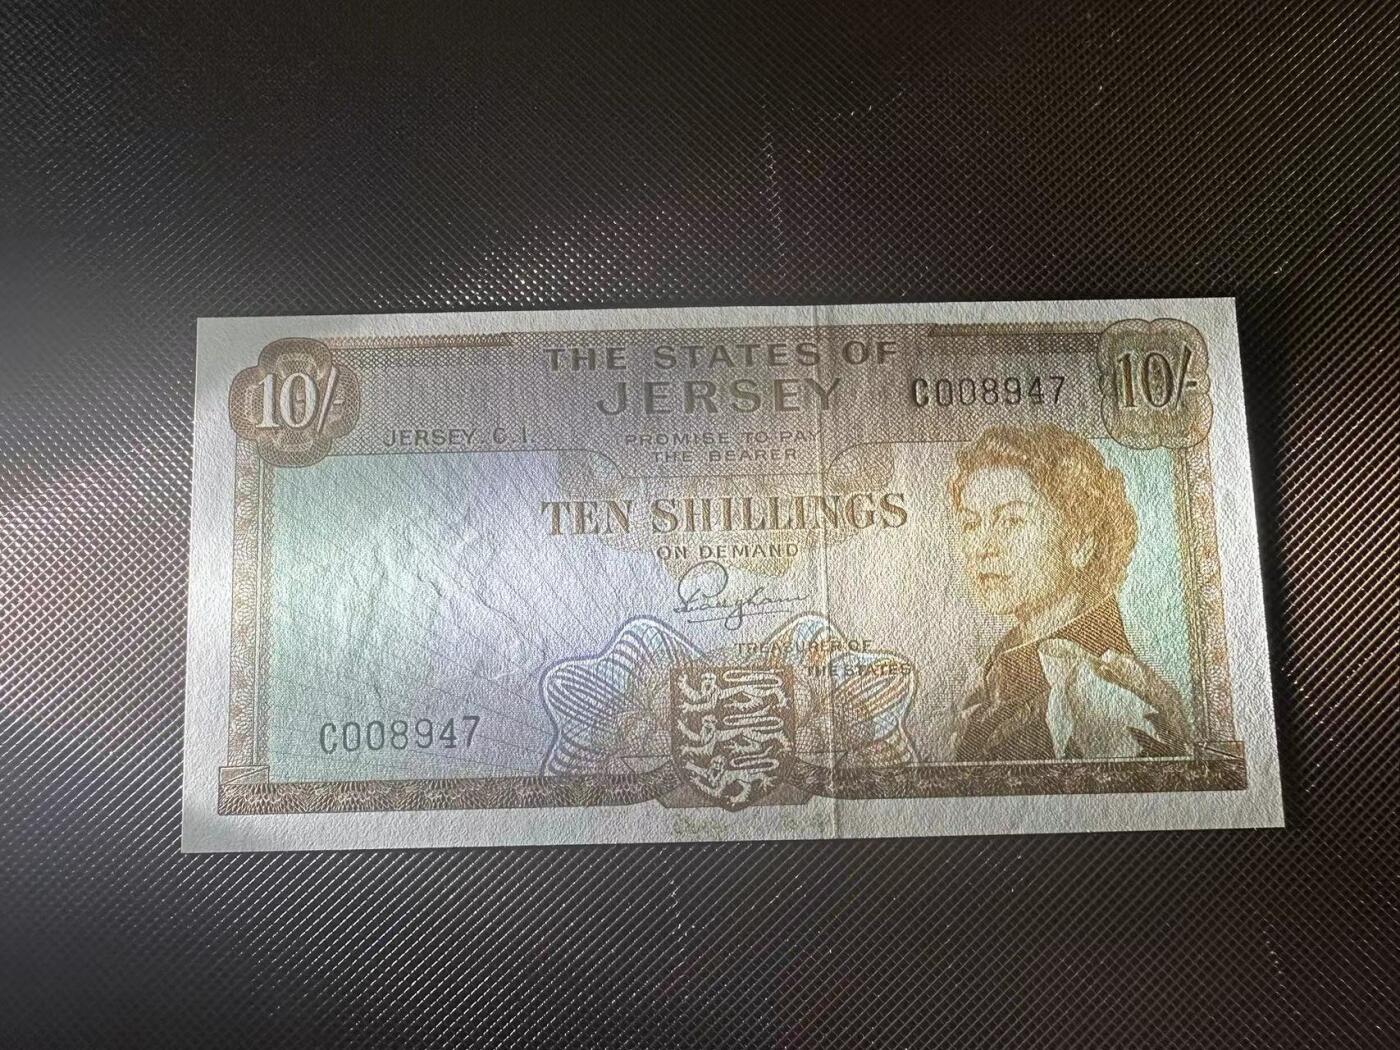 THE STATES OF
JERSEY
10/-
C008947
10/-
JERSEY. C.I.
PROMISE TO PAY
THE BEARER
TEN SHILLINGS
ON DEMAND
TREASURER OF
THE STATES
C008947